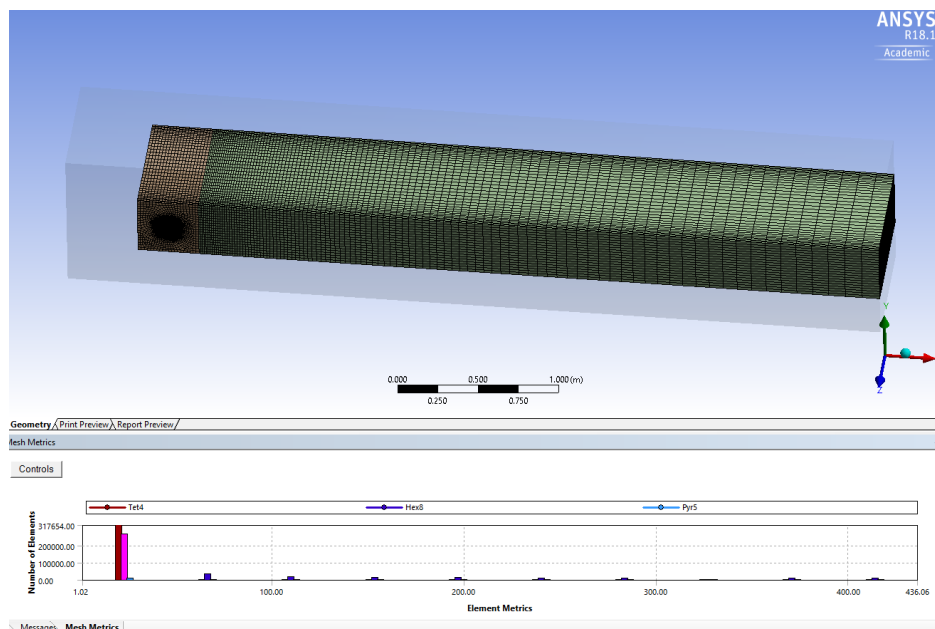 ANSYS
R18.1
Academic
Y
Z
0.000 0.500 1.000 (m)
0.250 0.750
Geometry Print Preview Report Preview
Mesh Metrics
Controls
Tet4 Hex8 Pyr5
Number of Elements
317654.00
200000.00
100000.00
0.00
1.02 100.00 200.00 300.00 400.00 436.06
Element Metrics
Messages Mesh Metrics